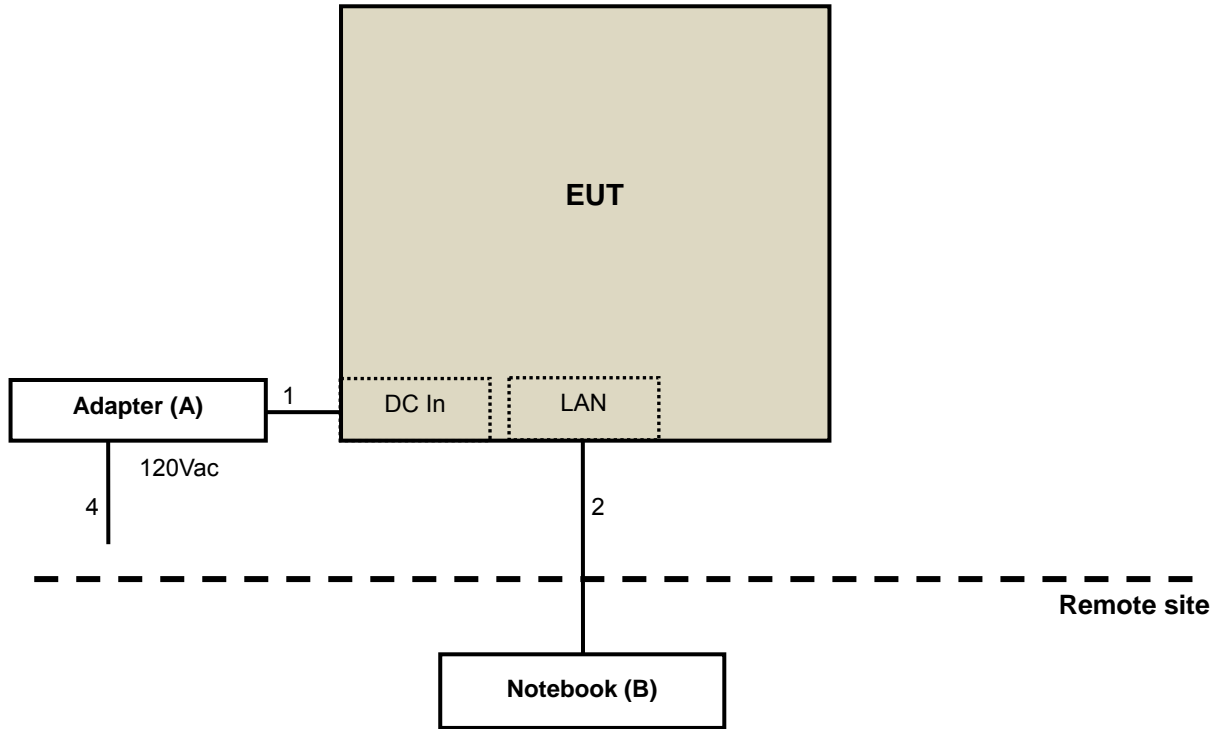 EUT
Adapter (A)
1
DC In
LAN
120Vac
4
2
Remote site
Notebook (B)